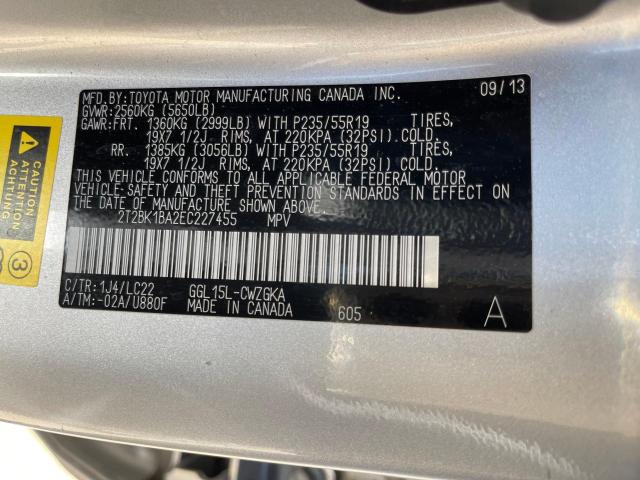 MFD.BY:TOYOTA MOTOR MANUFACTURING CANADA INC. 09/13
GVWR:2560KG (5650LB)
GAWR:FRT. 1360KG (2999LB) WITH P235/55R19 TIRES,
19X7 1/2J RIMS, AT 220KPA (32PSI) COLD.
RR. 1385KG (3056LB) WITH P235/55R19 TIRES,
19X7 1/2J RIMS, AT 220KPA (32PSI) COLD.
THIS VEHICLE CONFORMS TO ALL APPLICABLE FEDERAL MOTOR
VEHICLE-SAFETY AND THEFT PREVENTION STANDARDS IN EFFECT ON
THE DATE OF MANUFACTURE SHOWN ABOVE.
2T2BK1BA2EC227455 MPV
C/TR:1J4/LC22 GGL15L-CWZGKA
A/TM:-02A/U880F MADE IN CANADA 605 A
CAUTION
ACHTUNG
3